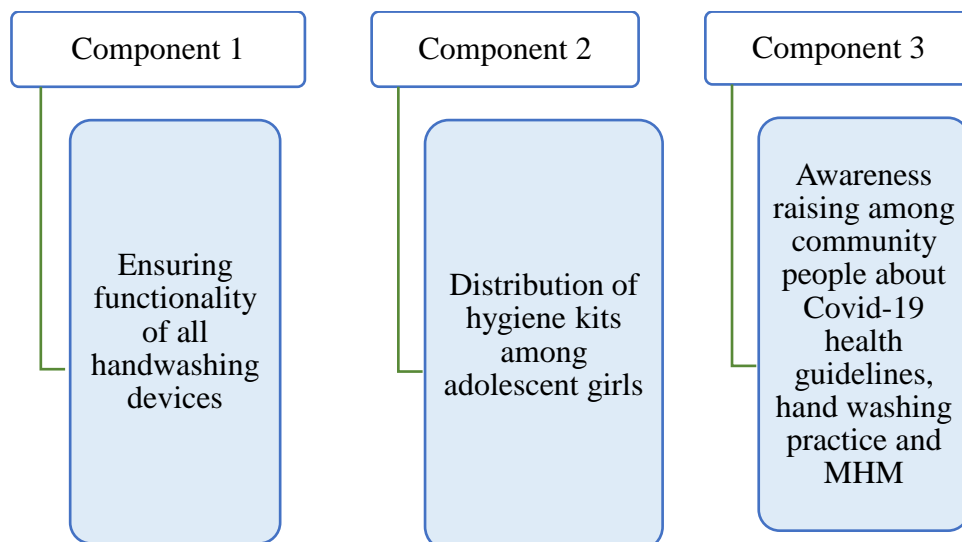 Component 1
Ensuring
functionality
of all
handwashing
devices
Component 2
Distribution of
hygiene kits
among
adolescent girls
Component 3
Awareness
raising among
community
people about
Covid-19
health
guidelines,
hand washing
practice and
MHM